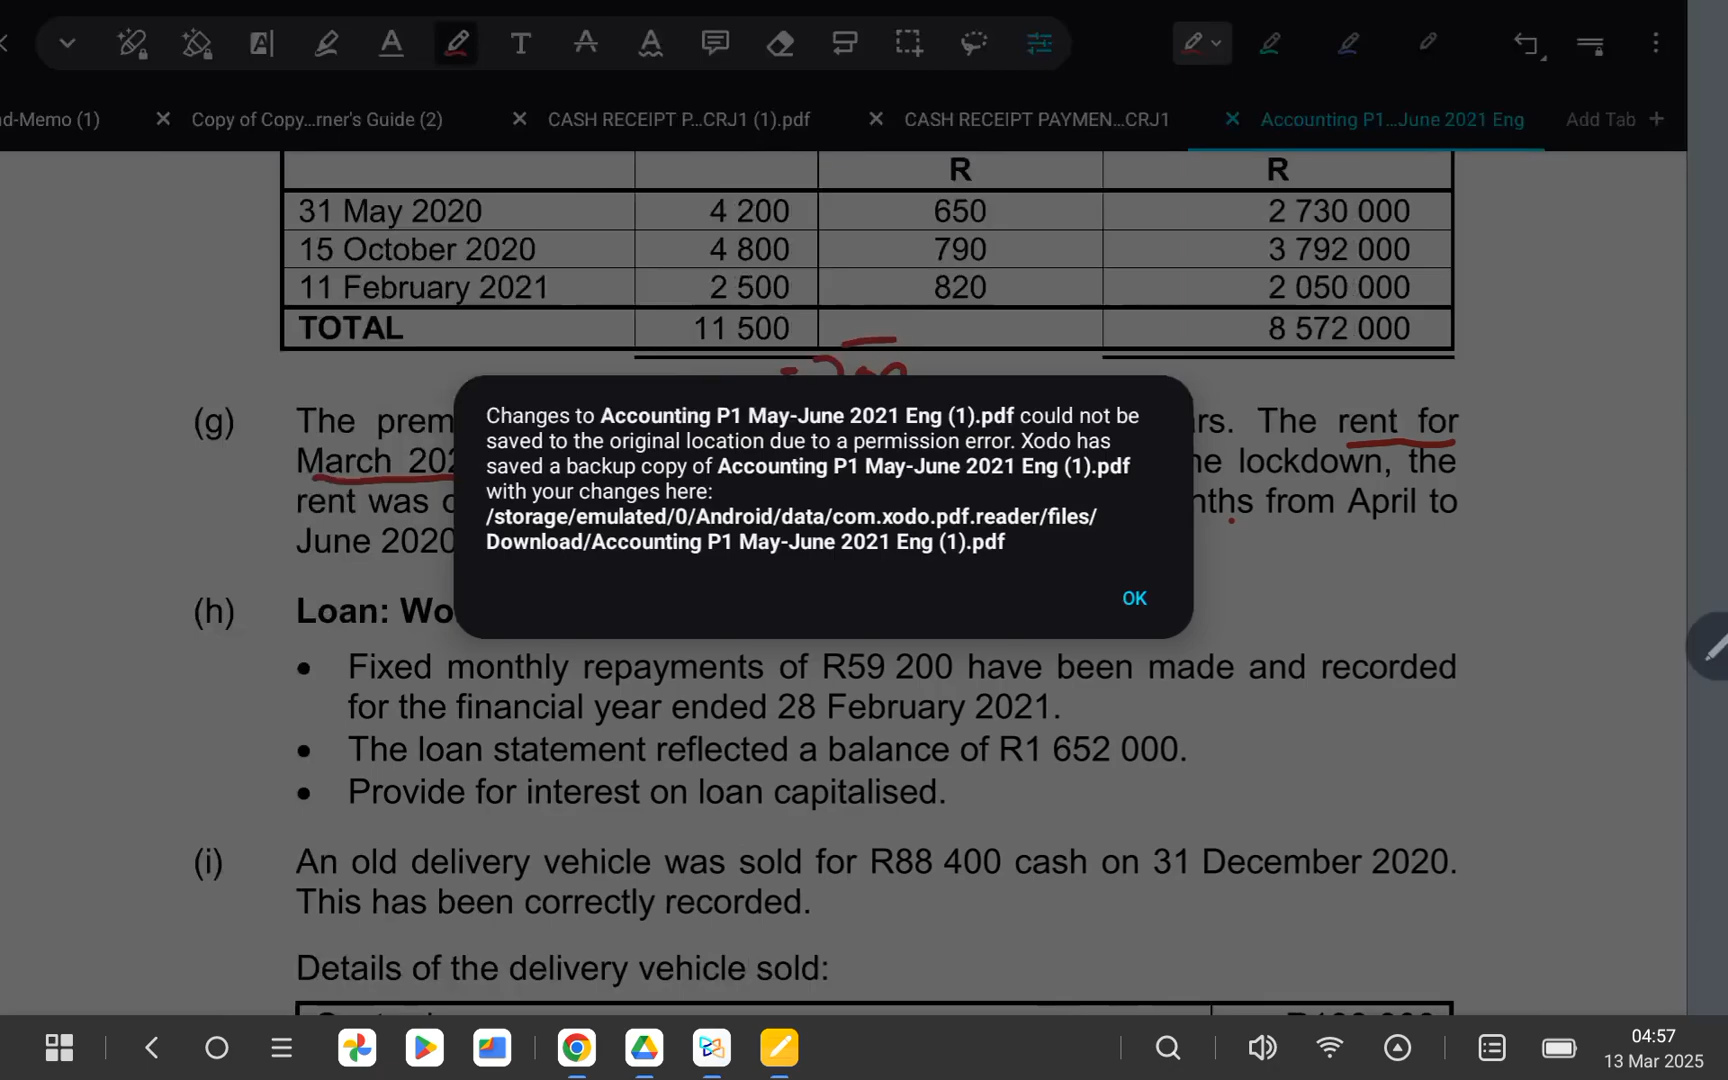 d-Memo (1)
Copy of Copy...rner's Guide (2)
CASH RECEIPT P...CRJ1 (1).pdf
CASH RECEIPT PAYMEN...CRJ1
Accounting P1...June 2021 Eng
Add Tab +
R R
31 May 2020 4 200 650 2 730 000
15 October 2020 4 800 790 3 792 000
11 February 2021 2 500 820 2 050 000
TOTAL 11 500 8 572 000
Changes to Accounting P1 May-June 2021 Eng (1).pdf could not be
saved to the original location due to a permission error. Xodo has
saved a backup copy of Accounting P1 May-June 2021 Eng (1).pdf
with your changes here:
/storage/emulated/0/Android/data/com.xodo.pdf.reader/files/
Download/Accounting P1 May-June 2021 Eng (1).pdf
OK
(g) The prem rs. The rent for
March 202 he lockdown, the
rent was nths from April to
June 2020
(h) Loan: Wo
• Fixed monthly repayments of R59 200 have been made and recorded
for the financial year ended 28 February 2021.
• The loan statement reflected a balance of R1 652 000.
• Provide for interest on loan capitalised.
(i) An old delivery vehicle was sold for R88 400 cash on 31 December 2020.
This has been correctly recorded.
Details of the delivery vehicle sold:
04:57
13 Mar 2025